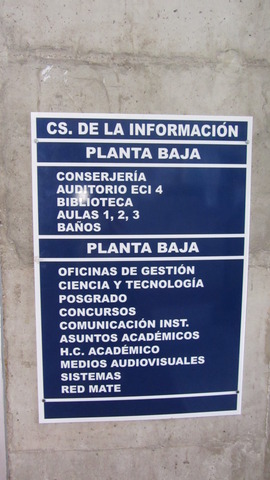 CS. DE LA INFORMACIÓN
PLANTA BAJA
CONSERJERÍA
AUDITORIO ECI 4
BIBLIOTECA
AULAS 1, 2, 3
BAÑOS
PLANTA BAJA
OFICINAS DE GESTIÓN
CIENCIA Y TECNOLOGÍA
POSGRADO
CONCURSOS
COMUNICACIÓN INST.
ASUNTOS ACADÉMICOS
H.C. ACADÉMICO
MEDIOS AUDIOVISUALES
SISTEMAS
RED MATE